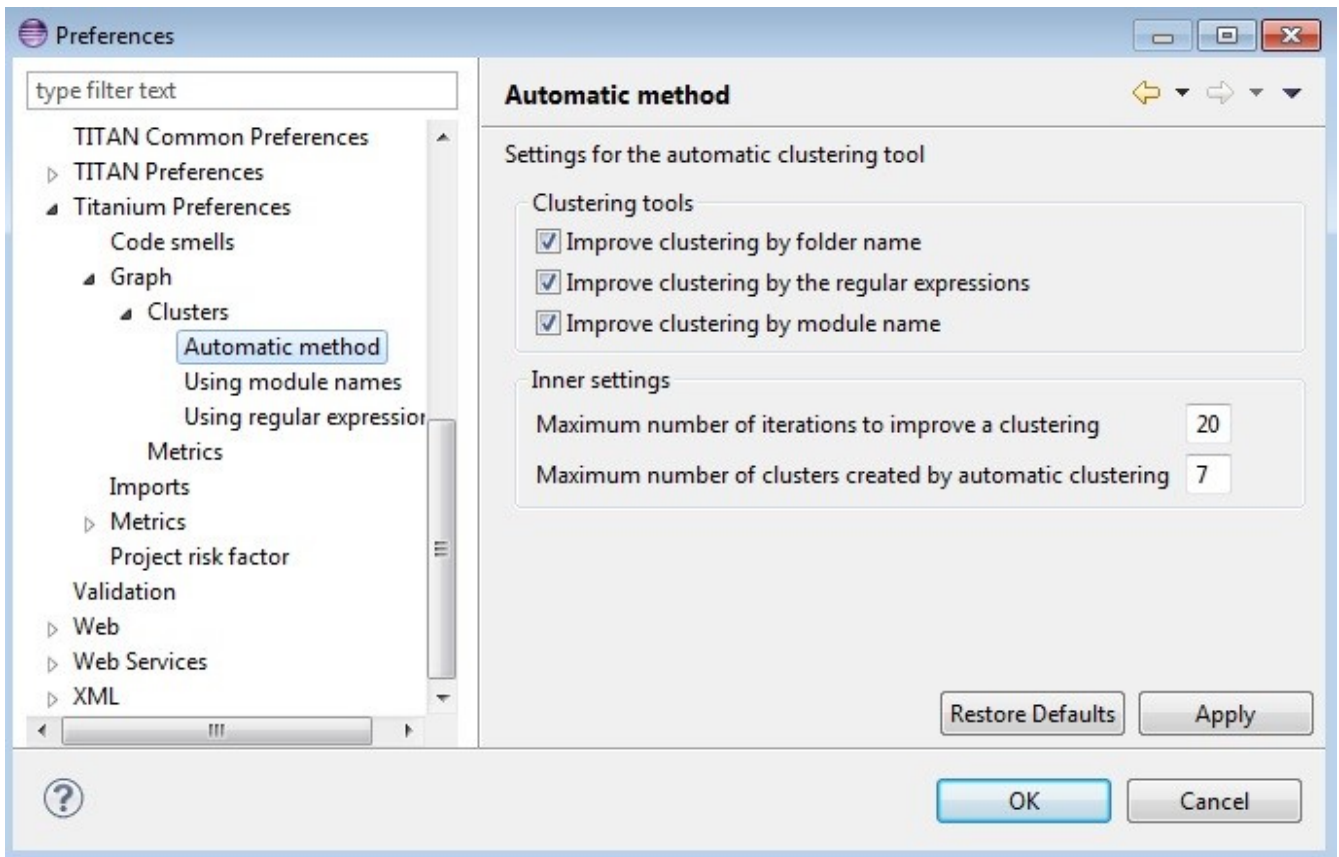 Preferences
type filter text
TITAN Common Preferences
TITAN Preferences
Titanium Preferences
Code smells
Graph
Clusters
Automatic method
Using module names
Using regular expression
Metrics
Imports
Metrics
Project risk factor
Validation
Web
Web Services
XML
Automatic method
Settings for the automatic clustering tool
Clustering tools
Improve clustering by folder name
Improve clustering by the regular expressions
Improve clustering by module name
Inner settings
Maximum number of iterations to improve a clustering 20
Maximum number of clusters created by automatic clustering 7
Restore Defaults Apply
? OK Cancel